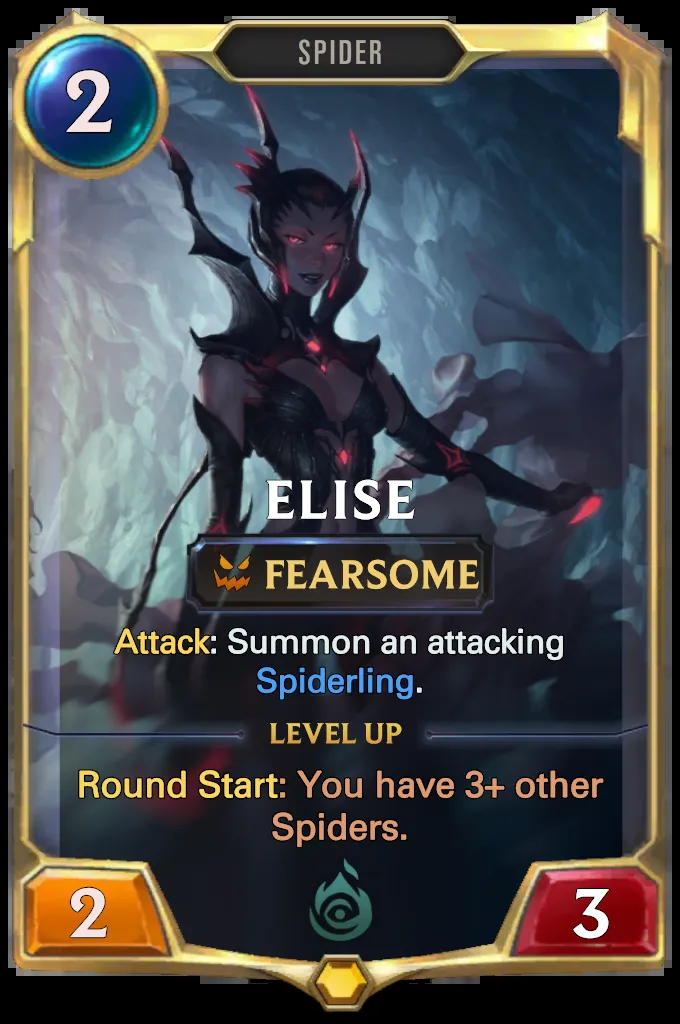 SPIDER
2
ELISE
FEARSOME
Attack: Summon an attacking
Spiderling.
LEVEL UP
Round Start: You have 3+ other
Spiders.
2
3